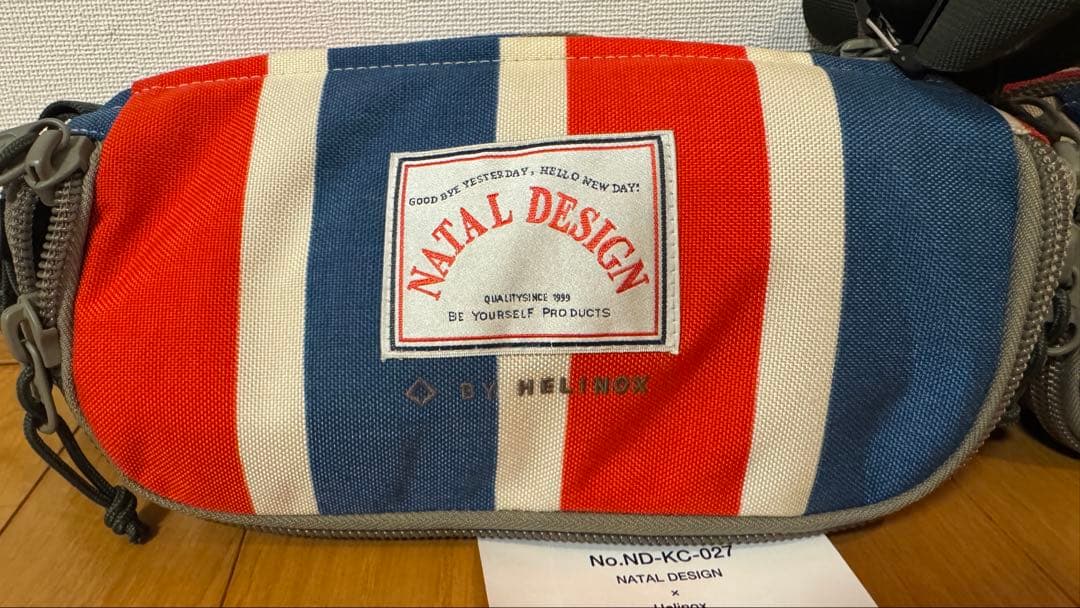 GOOD BYE YESTERDAY, HELLO NEW DAY!
NATAL DESIGN
QUALITYSINCE 1999
BE YOURSELF PRODUCTS
BY HELINOX
No.ND-KC-027
NATAL DESIGN
×
Helinox